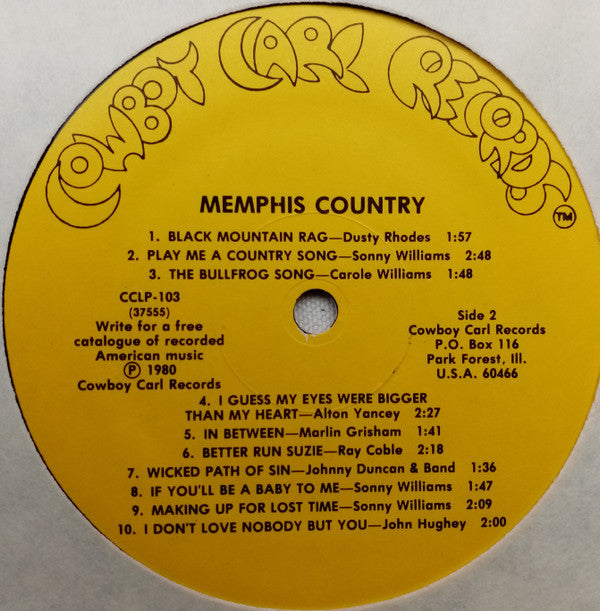 COWBOY CARL RECORDS
TM
MEMPHIS COUNTRY
1. BLACK MOUNTAIN RAG—Dusty Rhodes 1:57
2. PLAY ME A COUNTRY SONG—Sonny Williams 2:48
3. THE BULLFROG SONG—Carole Williams 1:48
CCLP-103
(37555)
Write for a free
catalogue of recorded
American music
Ⓟ 1980
Cowboy Carl Records
Side 2
Cowboy Carl Records
P.O. Box 116
Park Forest, Ill.
U.S.A. 60466
4. I GUESS MY EYES WERE BIGGER
THAN MY HEART—Alton Yancey 2:27
5. IN BETWEEN—Marlin Grisham 1:41
6. BETTER RUN SUZIE—Ray Coble 2:18
7. WICKED PATH OF SIN—Johnny Duncan & Band 1:36
8. IF YOU'LL BE A BABY TO ME—Sonny Williams 1:47
9. MAKING UP FOR LOST TIME—Sonny Williams 2:09
10. I DON'T LOVE NOBODY BUT YOU—John Hughey 2:00